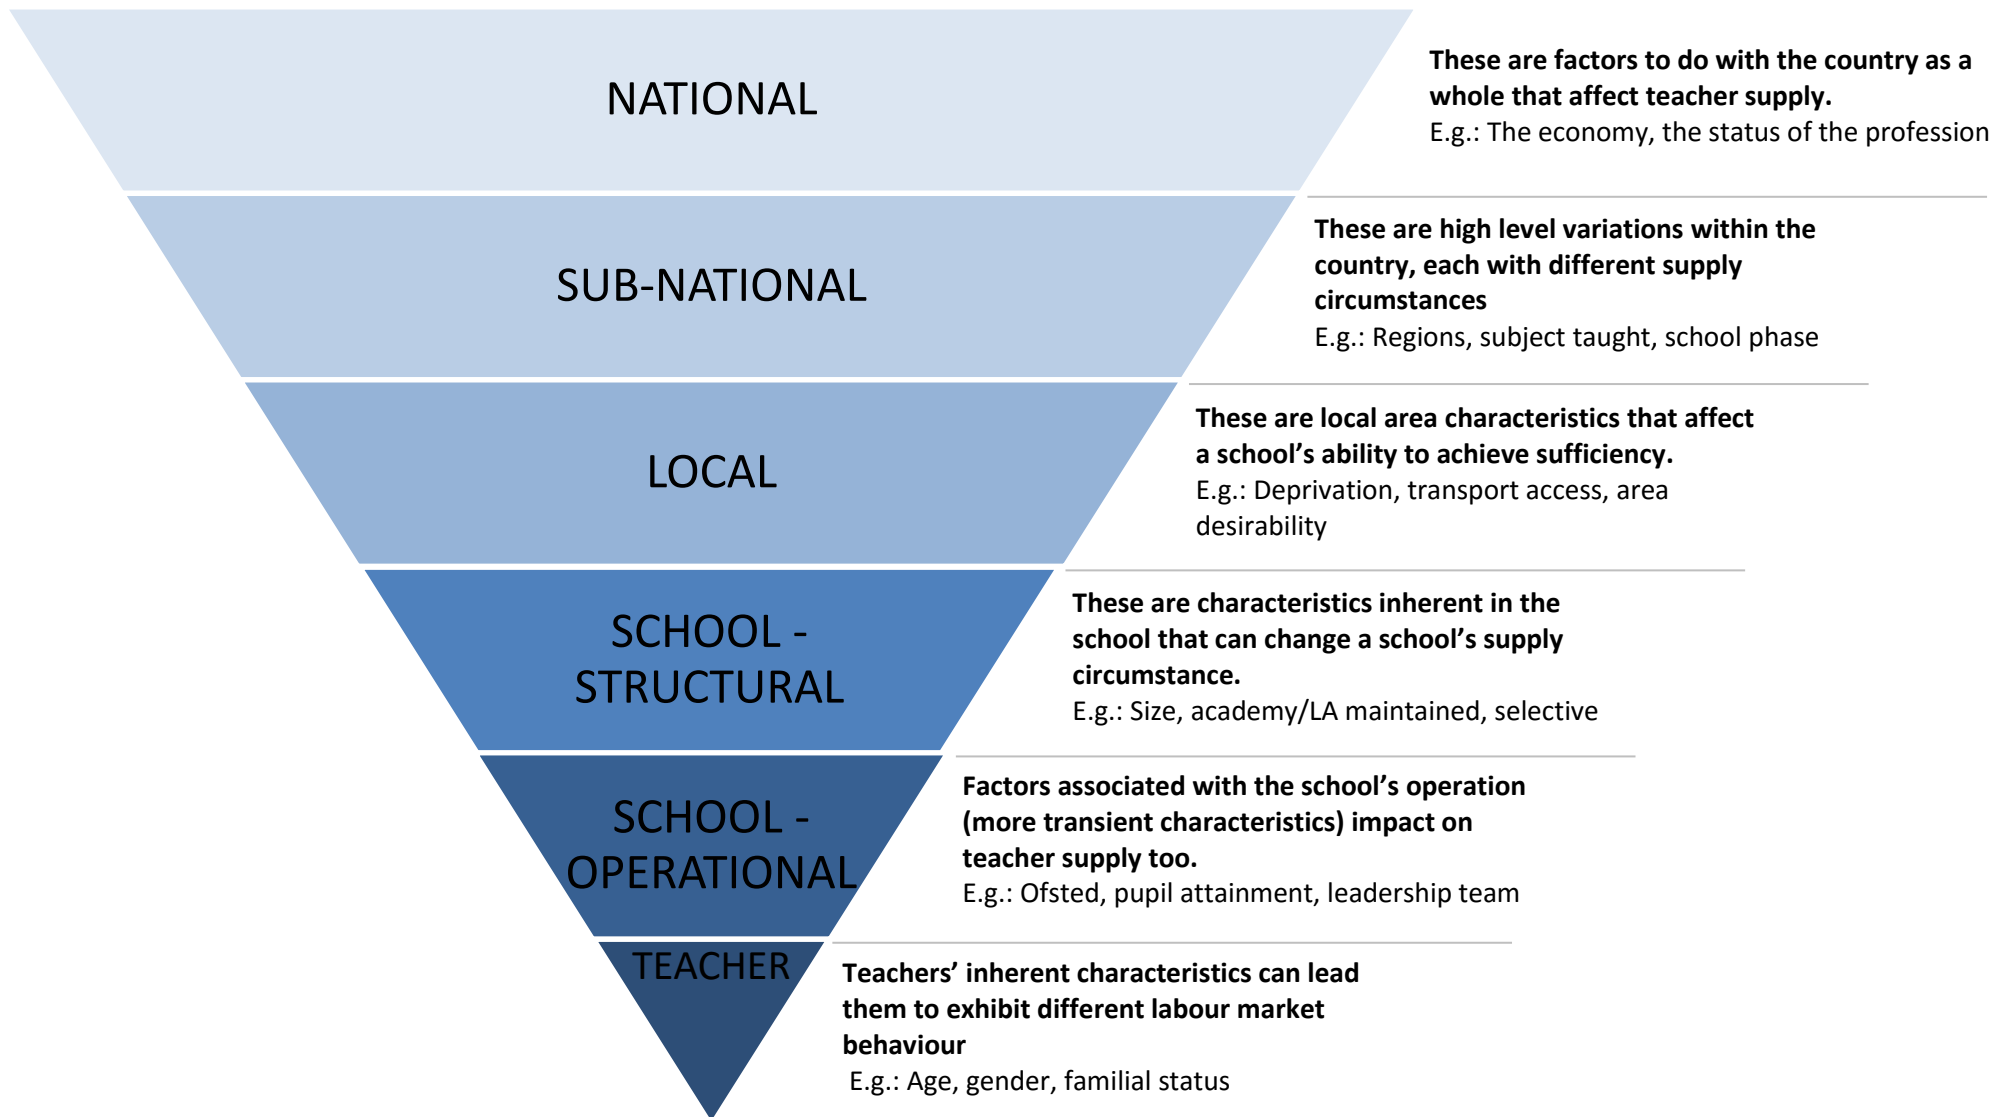 NATIONAL
These are factors to do with the country as a
whole that affect teacher supply.
E.g.: The economy, the status of the profession
SUB-NATIONAL
These are high level variations within the
country, each with different supply
circumstances
E.g.: Regions, subject taught, school phase
LOCAL
These are local area characteristics that affect
a school’s ability to achieve sufficiency.
E.g.: Deprivation, transport access, area
desirability
SCHOOL -
STRUCTURAL
These are characteristics inherent in the
school that can change a school’s supply
circumstance.
E.g.: Size, academy/LA maintained, selective
SCHOOL -
OPERATIONAL
Factors associated with the school’s operation
(more transient characteristics) impact on
teacher supply too.
E.g.: Ofsted, pupil attainment, leadership team
TEACHER
Teachers’ inherent characteristics can lead
them to exhibit different labour market
behaviour
E.g.: Age, gender, familial status